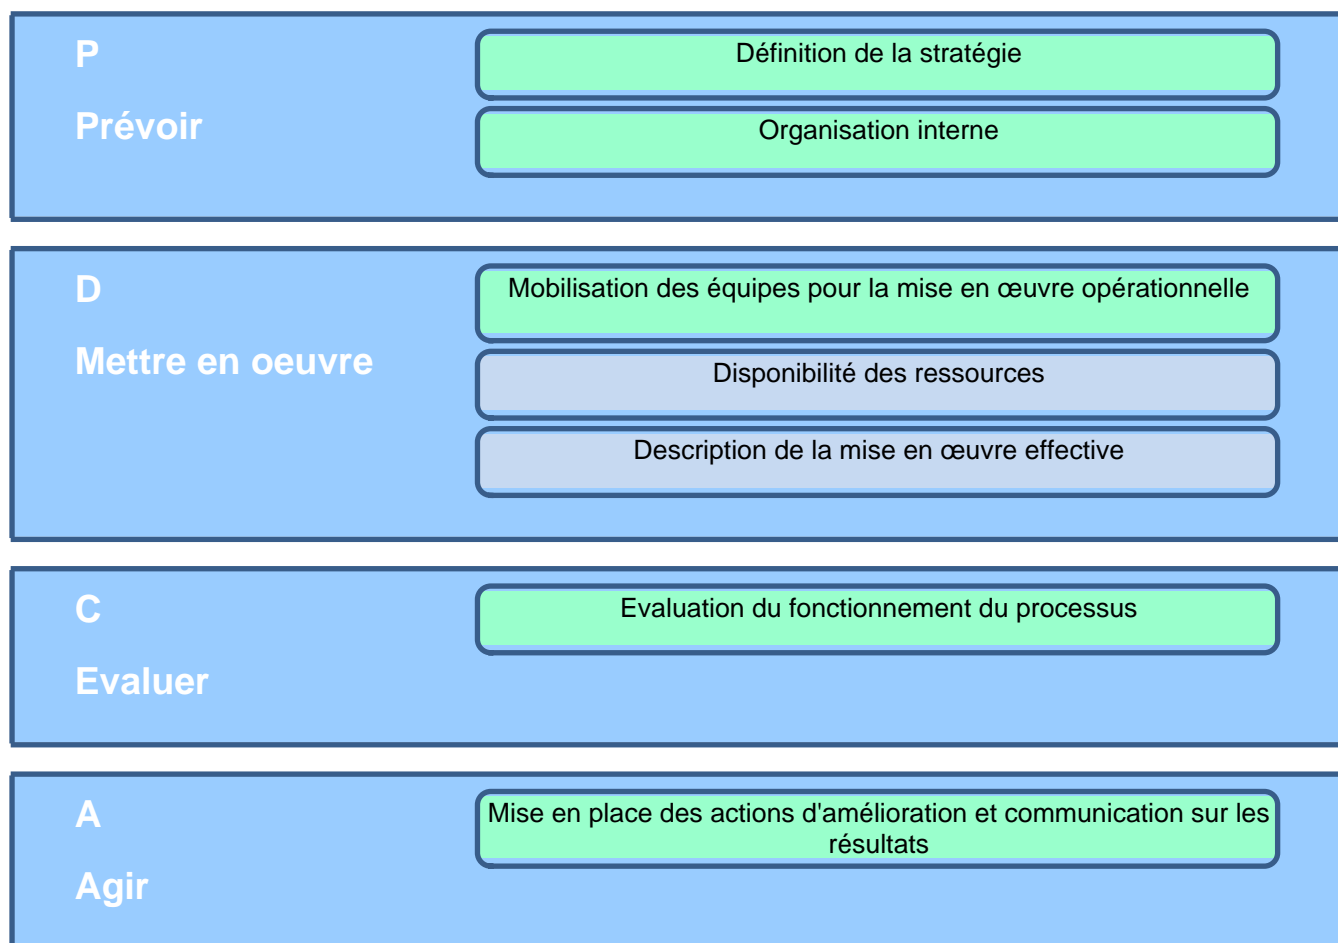 P
Définition de la stratégie
Prévoir
Organisation interne
D
Mobilisation des équipes pour la mise en œuvre opérationnelle
Mettre en oeuvre
Disponibilité des ressources
Description de la mise en œuvre effective
C
Evaluation du fonctionnement du processus
Evaluer
A
Mise en place des actions d'amélioration et communication sur les
résultats
Agir